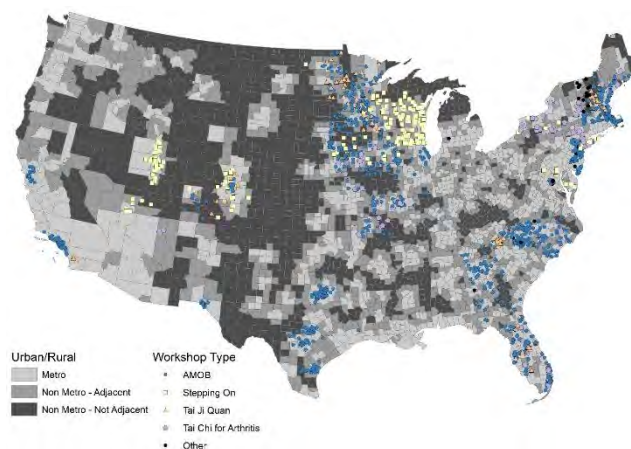 Urban/Rural
Metro
Non Metro - Adjacent
Non Metro - Not Adjacent
Workshop Type
AMOB
Stepping On
Tai Ji Quan
Tai Chi for Arthritis
Other